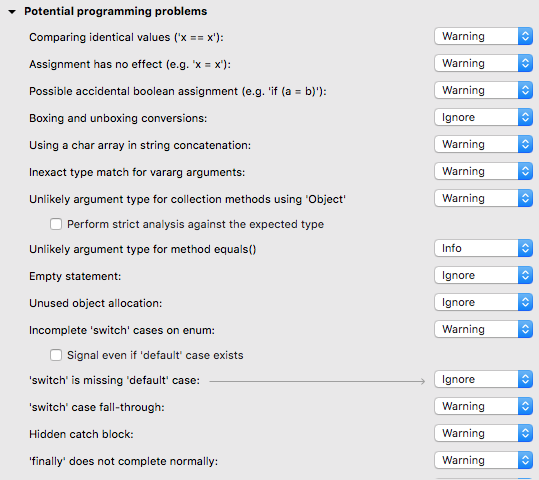 Potential programming problems
Comparing identical values ('x == x'): Warning
Assignment has no effect (e.g. 'x = x'): Warning
Possible accidental boolean assignment (e.g. 'if (a = b)'): Warning
Boxing and unboxing conversions: Ignore
Using a char array in string concatenation: Warning
Inexact type match for vararg arguments: Warning
Unlikely argument type for collection methods using 'Object' Warning
Perform strict analysis against the expected type
Unlikely argument type for method equals() Info
Empty statement: Ignore
Unused object allocation: Ignore
Incomplete 'switch' cases on enum: Warning
Signal even if 'default' case exists
'switch' is missing 'default' case: Ignore
'switch' case fall-through: Warning
Hidden catch block: Warning
'finally' does not complete normally: Warning